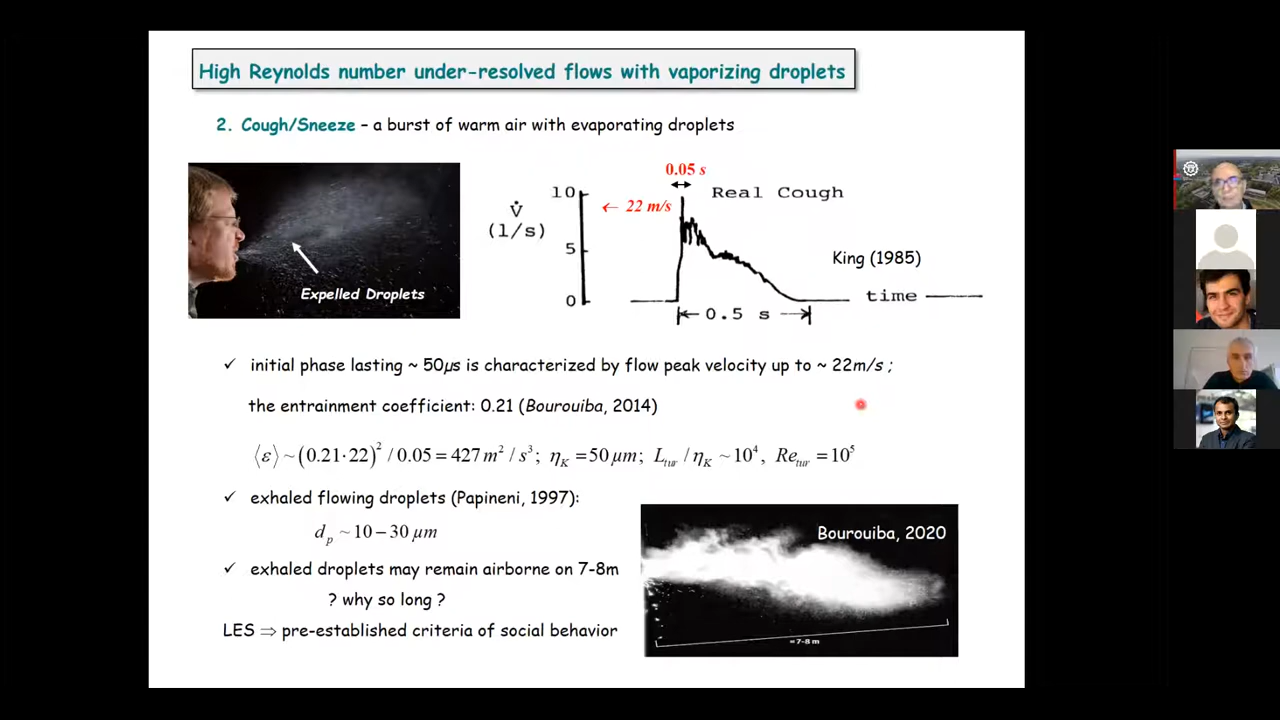 High Reynolds number under-resolved flows with vaporizing droplets
2. Cough/Sneeze – a burst of warm air with evaporating droplets
Expelled Droplets
0.05 s
← 22 m/s
Real Cough
V̇
(l/s)
10
5
0
King (1985)
time
0.5 s
✓ initial phase lasting ~ 50μs is characterized by flow peak velocity up to ~ 22m/s ;
the entrainment coefficient: 0.21 (Bourouiba, 2014)
⟨ε⟩ ~ (0.21·22)² / 0.05 = 427 m² / s³; η_K = 50 μm; L_tur / η_K ~ 10⁴, Re_tur = 10⁵
✓ exhaled flowing droplets (Papineni, 1997):
d_p ~ 10 – 30 μm
✓ exhaled droplets may remain airborne on 7-8m
? why so long ?
LES ⇒ pre-established criteria of social behavior
Bourouiba, 2020
≈7-8 m